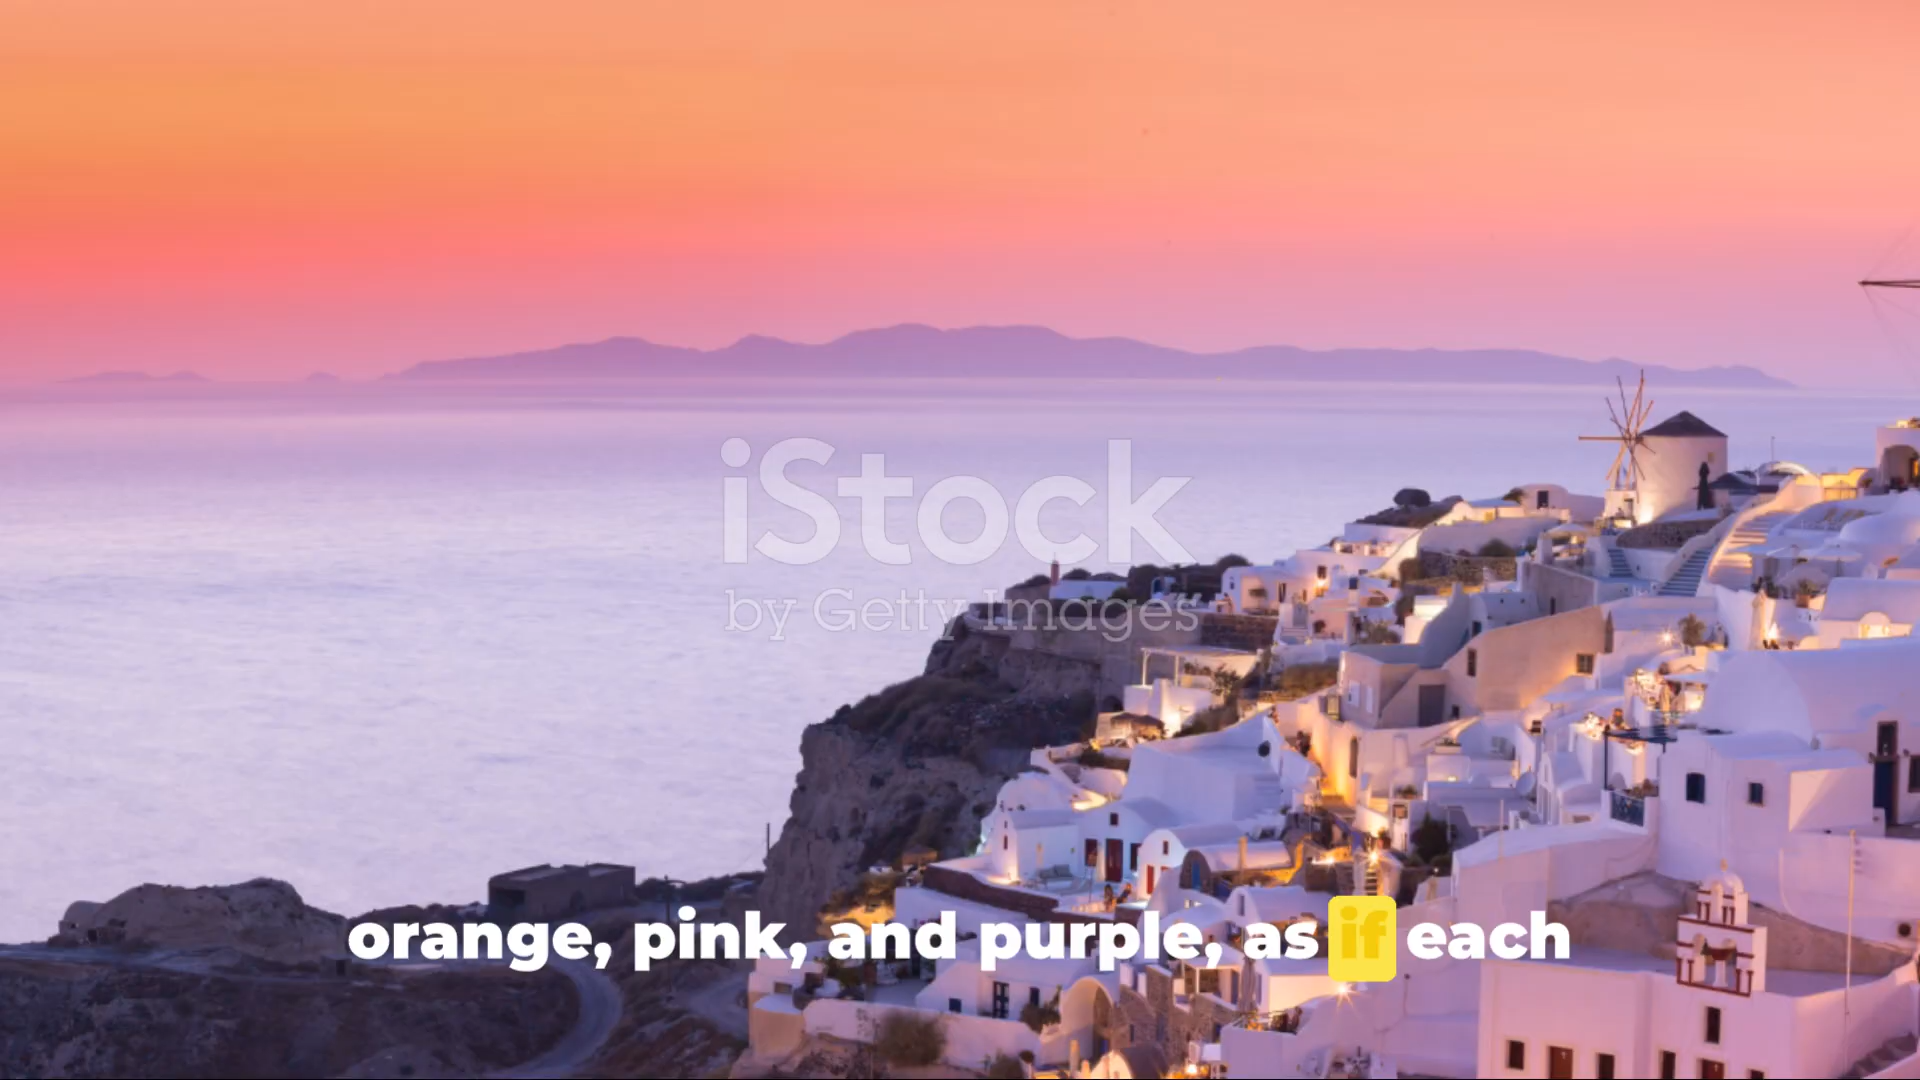 iStock
by Getty Images
orange, pink, and purple, as if each